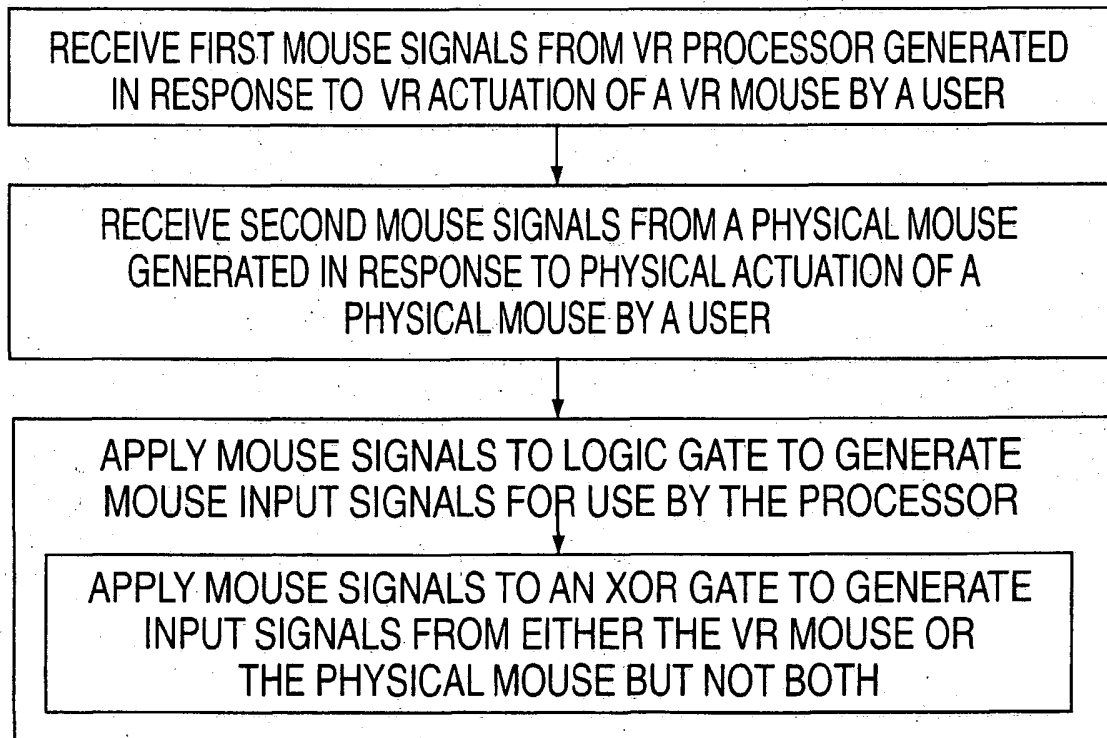 RECEIVE FIRST MOUSE SIGNALS FROM VR PROCESSOR GENERATED
IN RESPONSE TO VR ACTUATION OF A VR MOUSE BY A USER
RECEIVE SECOND MOUSE SIGNALS FROM A PHYSICAL MOUSE
GENERATED IN RESPONSE TO PHYSICAL ACTUATION OF A
PHYSICAL MOUSE BY A USER
APPLY MOUSE SIGNALS TO LOGIC GATE TO GENERATE
MOUSE INPUT SIGNALS FOR USE BY THE PROCESSOR
APPLY MOUSE SIGNALS TO AN XOR GATE TO GENERATE
INPUT SIGNALS FROM EITHER THE VR MOUSE OR
THE PHYSICAL MOUSE BUT NOT BOTH